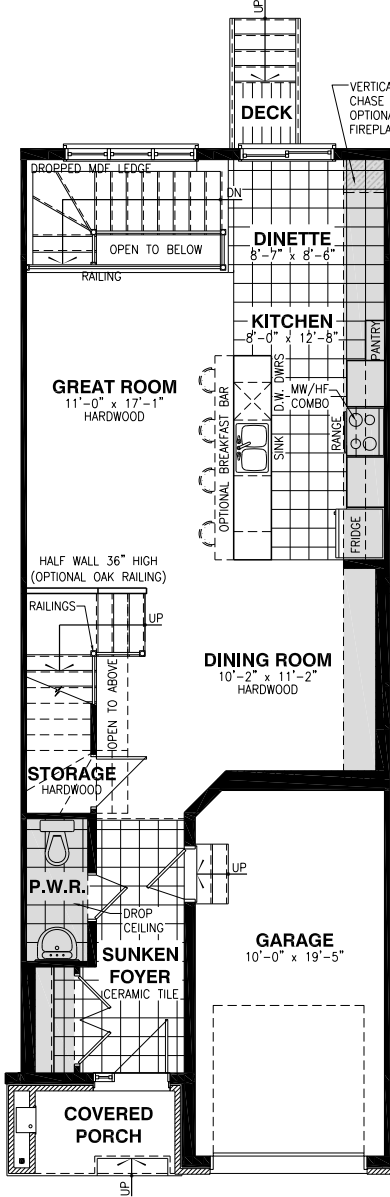 UP
DECK
VERTICA
CHASE
OPTIONA
FIREPLA
DROPPED MDF LEDGE
DN
OPEN TO BELOW
RAILING
DINETTE
8'-7" x 8'-6"
KITCHEN
8'-0" x 12'-8"
PANTRY
GREAT ROOM
11'-0" x 17'-1"
HARDWOOD
OPTIONAL BREAKFAST BAR
D.W. DWRS
SINK
MW/HF
COMBO
RANGE
FRIDGE
HALF WALL 36" HIGH
(OPTIONAL OAK RAILING)
RAILINGS
UP
OPEN TO ABOVE
DINING ROOM
10'-2" x 11'-2"
HARDWOOD
STORAGE
HARDWOOD
P.W.R.
DROP
CEILING
UP
SUNKEN
FOYER
CERAMIC TILE
GARAGE
10'-0" x 19'-5"
COVERED
PORCH
UP